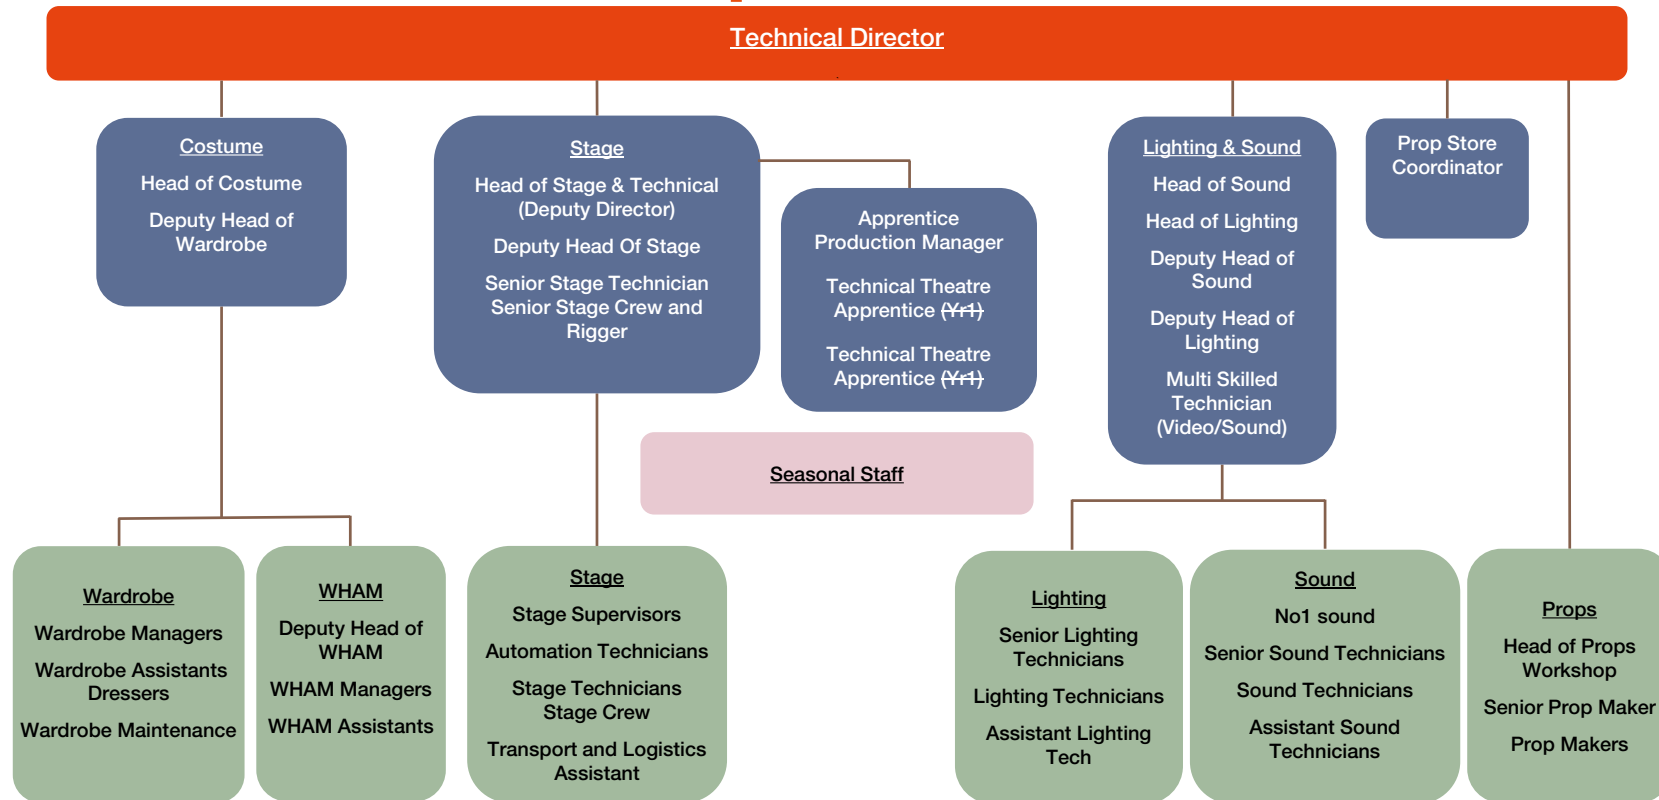 Technical Director
Costume
Head of Costume
Deputy Head of
Wardrobe
Stage
Head of Stage & Technical
(Deputy Director)
Deputy Head Of Stage
Senior Stage Technician
Senior Stage Crew and
Rigger
Apprentice
Production Manager
Technical Theatre
Apprentice (Yr1)
Technical Theatre
Apprentice (Yr1)
Lighting & Sound
Head of Sound
Head of Lighting
Deputy Head of
Sound
Deputy Head of
Lighting
Multi Skilled
Technician
(Video/Sound)
Prop Store
Coordinator
Seasonal Staff
Wardrobe
Wardrobe Managers
Wardrobe Assistants
Dressers
Wardrobe Maintenance
WHAM
Deputy Head of
WHAM
WHAM Managers
WHAM Assistants
Stage
Stage Supervisors
Automation Technicians
Stage Technicians
Stage Crew
Transport and Logistics
Assistant
Lighting
Senior Lighting
Technicians
Lighting Technicians
Assistant Lighting
Tech
Sound
No1 sound
Senior Sound Technicians
Sound Technicians
Assistant Sound
Technicians
Props
Head of Props
Workshop
Senior Prop Maker
Prop Makers